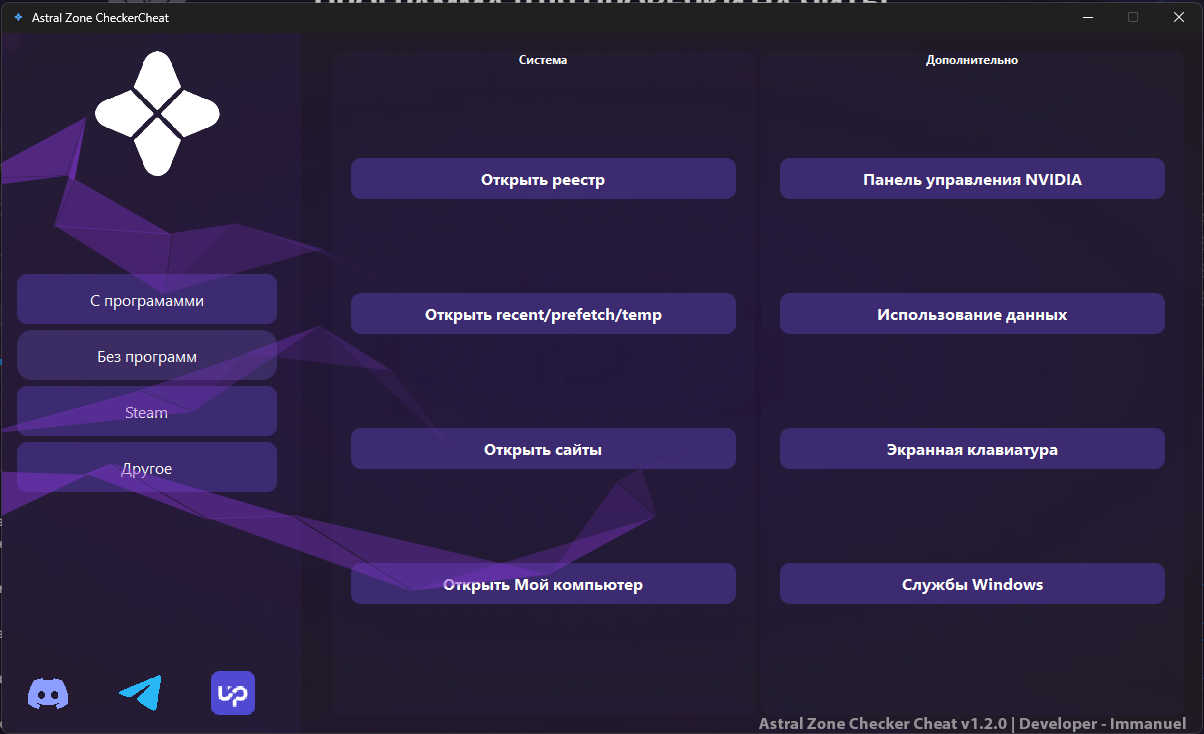 Astral Zone CheckerCheat
С программами
Без программ
Steam
Другое
Система
Открыть реестр
Открыть recent/prefetch/temp
Открыть сайты
Открыть Мой компьютер
Дополнительно
Панель управления NVIDIA
Использование данных
Экранная клавиатура
Службы Windows
up
Astral Zone Checker Cheat v1.2.0 | Developer - Immanuel